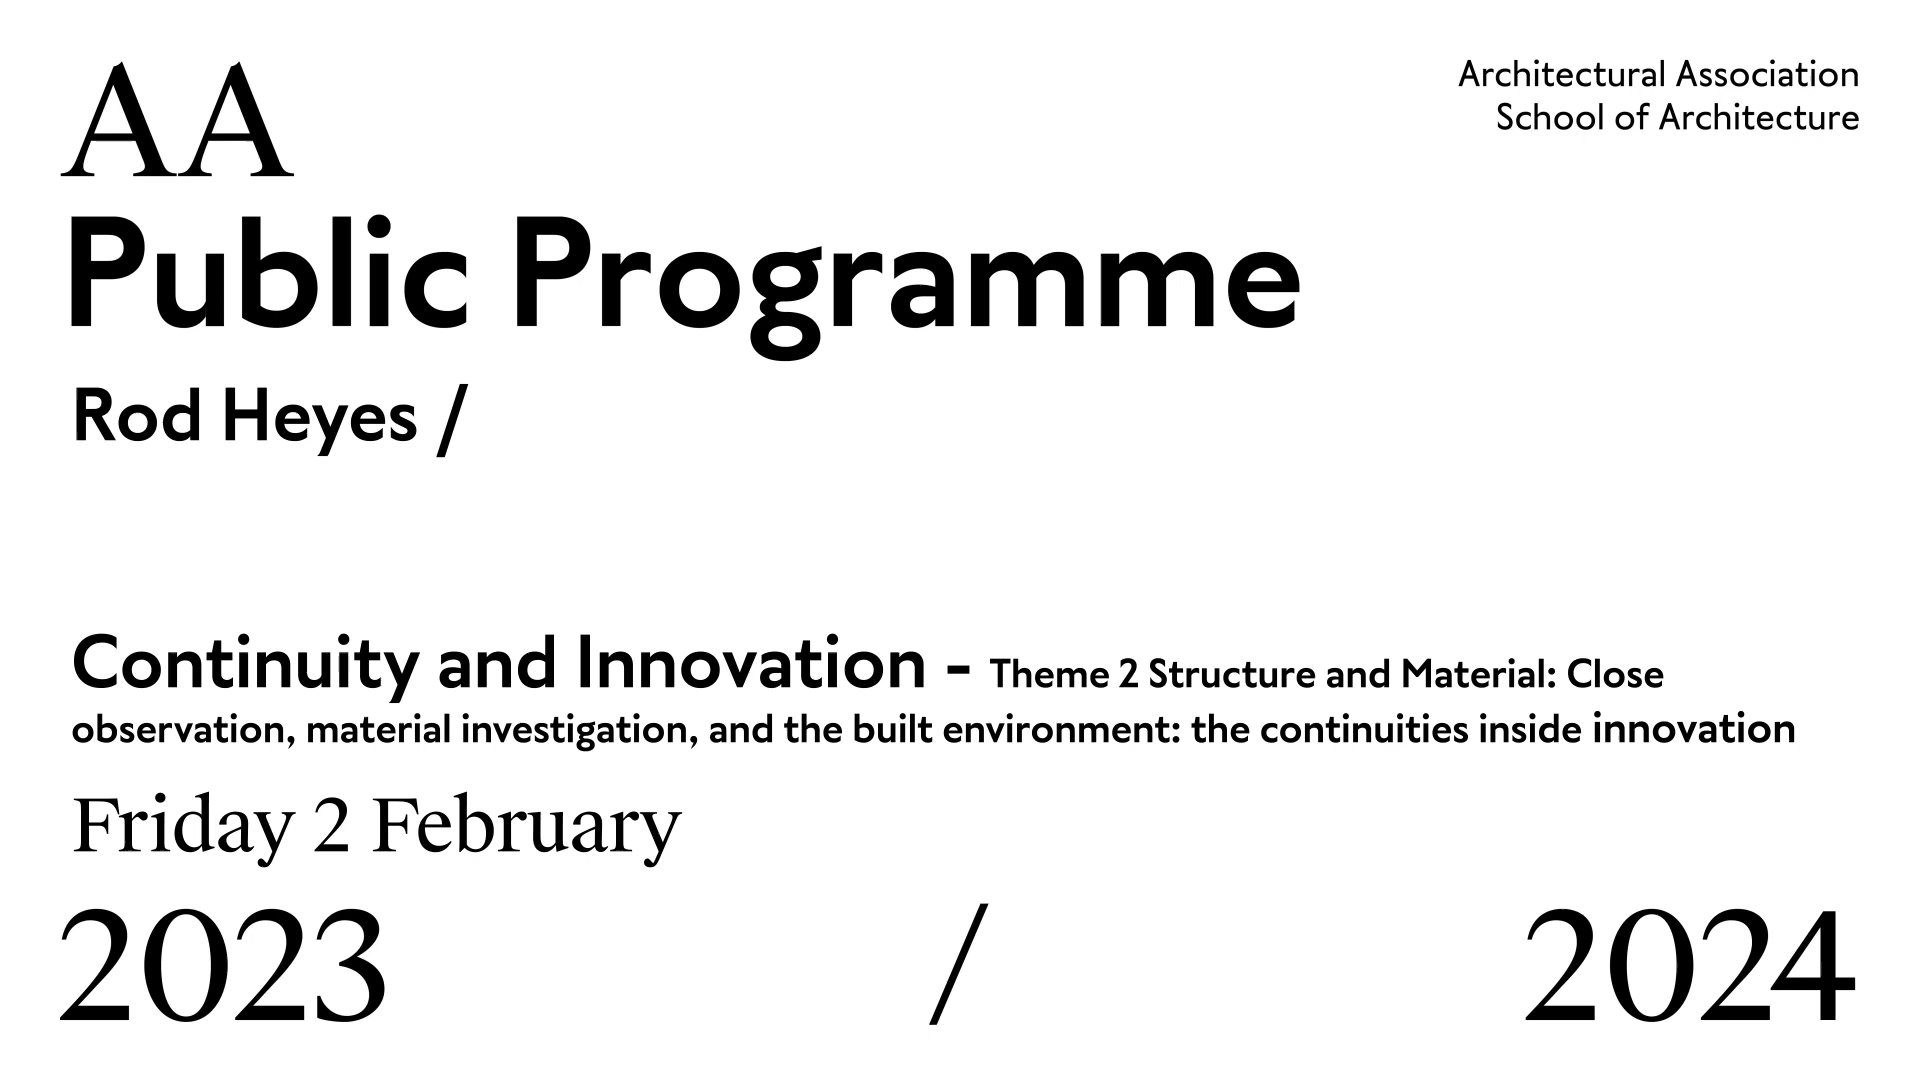 AA
Architectural Association
School of Architecture
Public Programme
Rod Heyes /
Continuity and Innovation - Theme 2 Structure and Material: Close
observation, material investigation, and the built environment: the continuities inside innovation
Friday 2 February
2023 / 2024